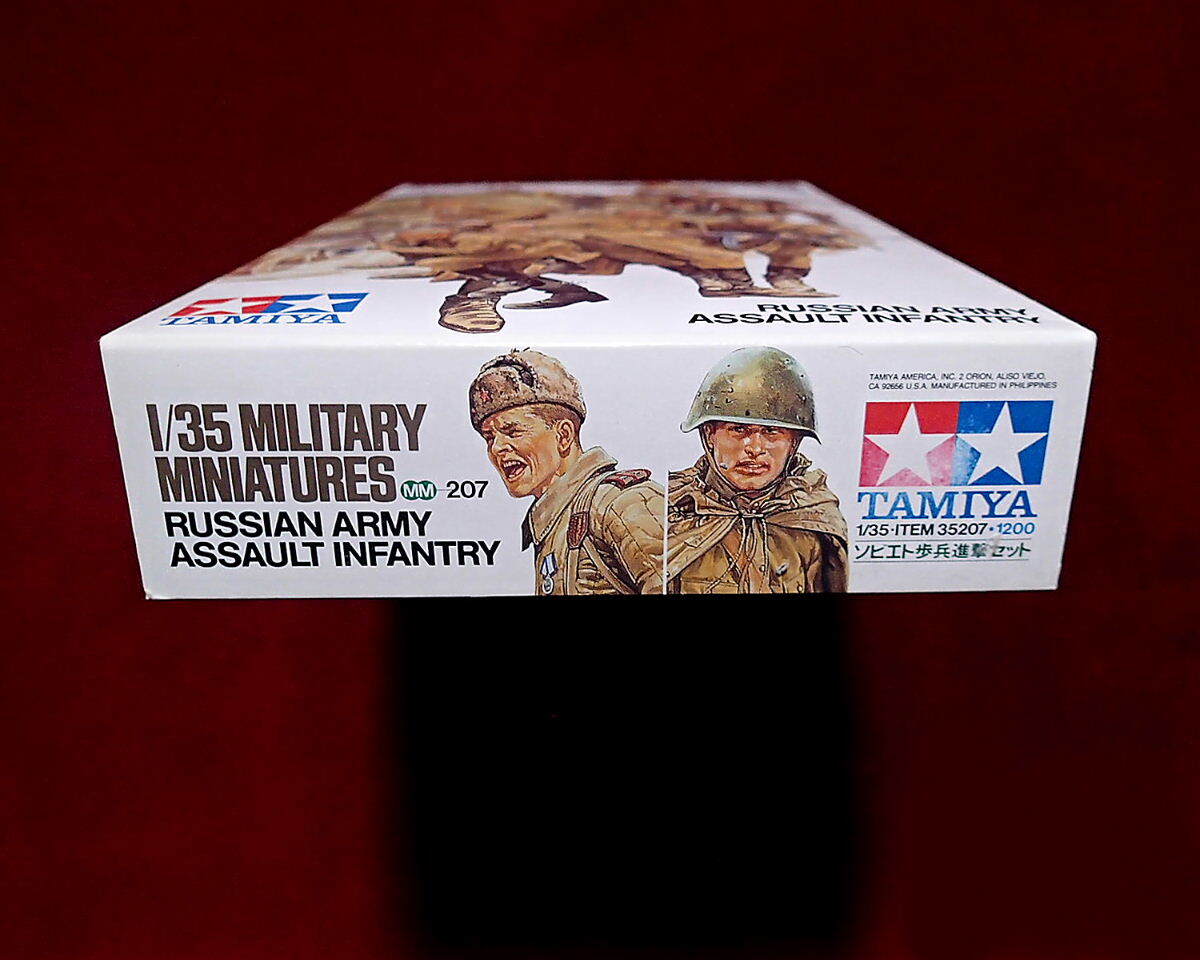 TAMIYA
RUSSIAN ARMY
ASSAULT INFANTRY
1/35 MILITARY
MINIATURES MM 207
RUSSIAN ARMY
ASSAULT INFANTRY
TAMIYA AMERICA, INC. 2 ORION, ALISO VIEJO,
CA 92656 U.S.A. MANUFACTURED IN PHILIPPINES
TAMIYA
1/35·ITEM 35207·1200
ソビエト歩兵進撃セット